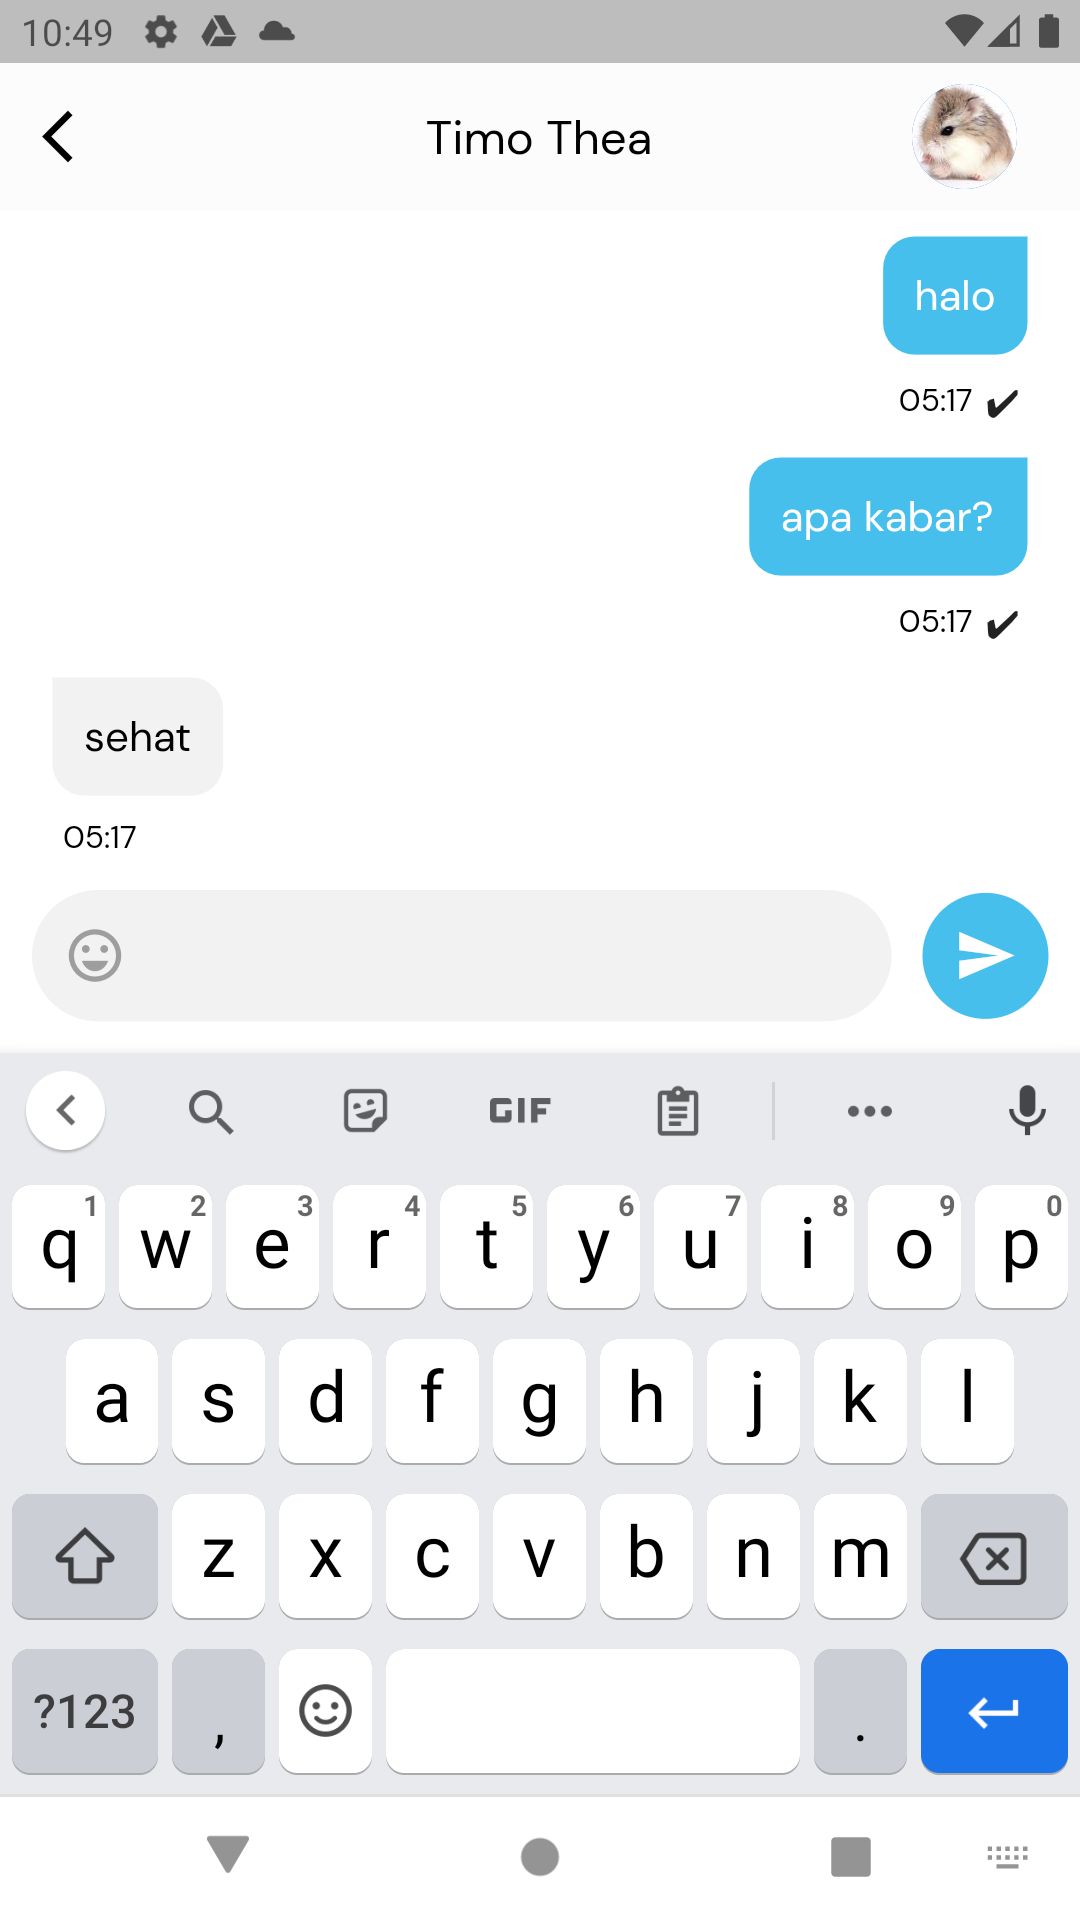 10:49
Timo Thea
halo
05:17 ✔
apa kabar?
05:17 ✔
sehat
05:17
GIF
1 2 3 4 5 6 7 8 9 0
q w e r t y u i o p
a s d f g h j k l
z x c v b n m
?123 , .